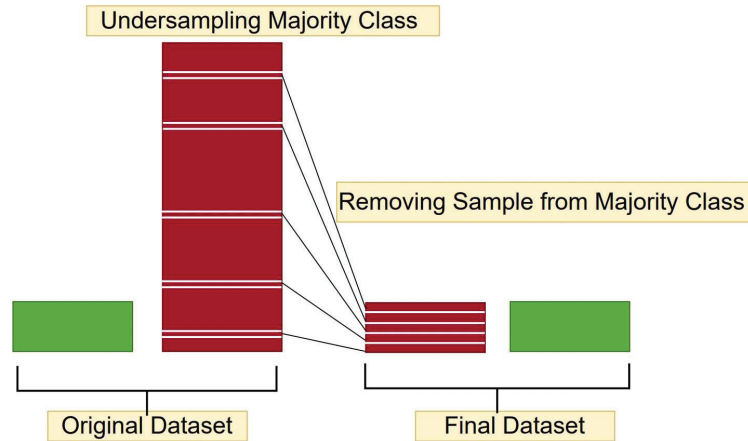 Undersampling Majority Class
Removing Sample from Majority Class
Original Dataset
Final Dataset